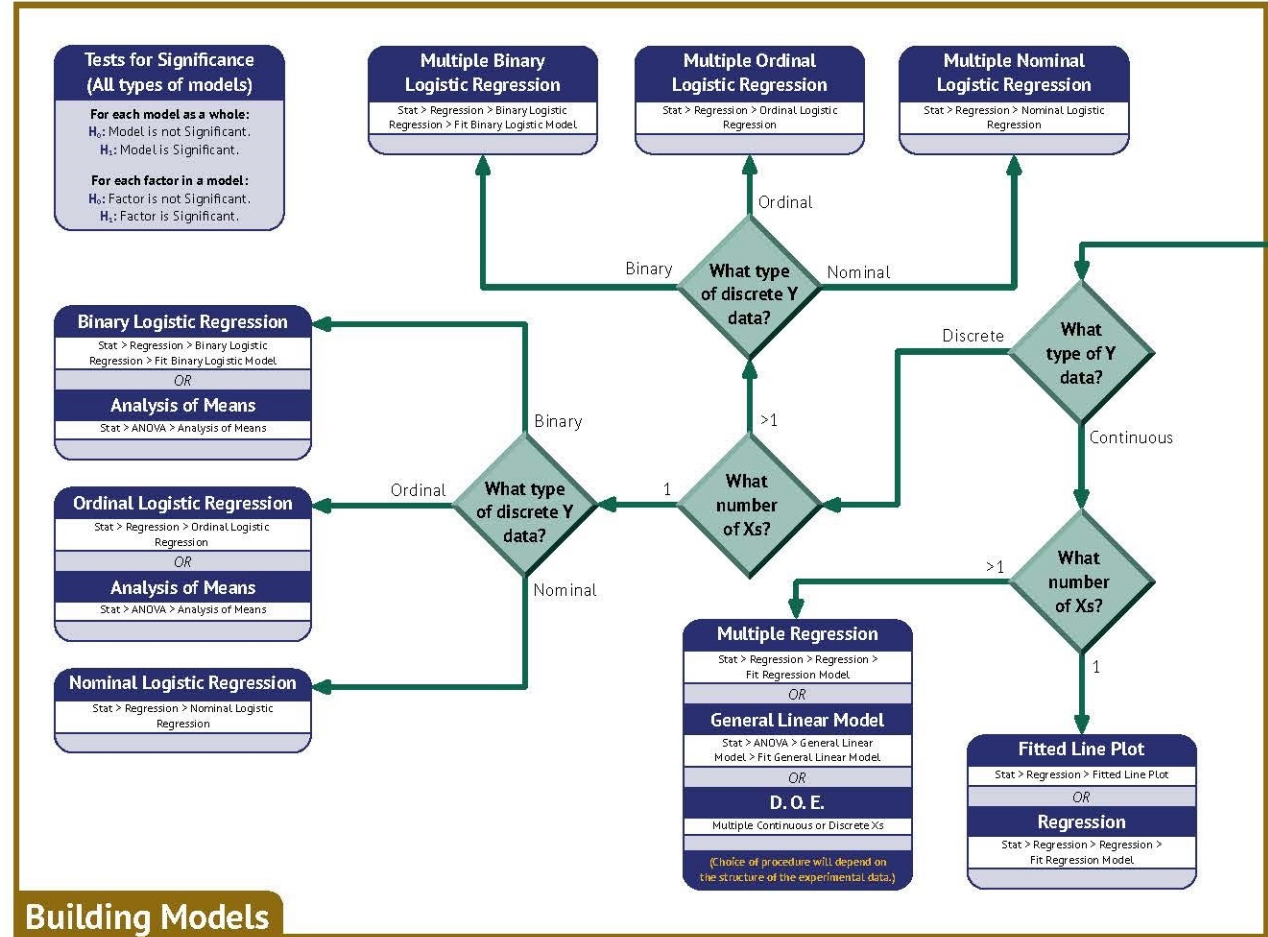 Tests for Significance
(All types of models)
For each model as a whole:
H₀: Model is not Significant.
H₁: Model is Significant.
For each factor in a model:
H₀: Factor is not Significant.
H₁: Factor is Significant.
Multiple Binary
Logistic Regression
Stat > Regression > Binary Logistic
Regression > Fit Binary Logistic Model
Multiple Ordinal
Logistic Regression
Stat > Regression > Ordinal Logistic
Regression
Multiple Nominal
Logistic Regression
Stat > Regression > Nominal Logistic
Regression
Ordinal
Binary
What type
of discrete Y
data?
Nominal
Discrete
What
type of Y
data?
Continuous
Binary Logistic Regression
Stat > Regression > Binary Logistic
Regression > Fit Binary Logistic Model
OR
Analysis of Means
Stat > ANOVA > Analysis of Means
Binary
Ordinal
What type
of discrete Y
data?
Nominal
1
>1
What
number
of Xs?
>1
What
number
of Xs?
1
Ordinal Logistic Regression
Stat > Regression > Ordinal Logistic
Regression
OR
Analysis of Means
Stat > ANOVA > Analysis of Means
Nominal Logistic Regression
Stat > Regression > Nominal Logistic
Regression
Multiple Regression
Stat > Regression > Regression >
Fit Regression Model
OR
General Linear Model
Stat > ANOVA > General Linear
Model > Fit General Linear Model
OR
D. O. E.
Multiple Continuous or Discrete Xs
(Choice of procedure will depend on
the structure of the experimental data.)
Fitted Line Plot
Stat > Regression > Fitted Line Plot
OR
Regression
Stat > Regression > Regression >
Fit Regression Model
Building Models